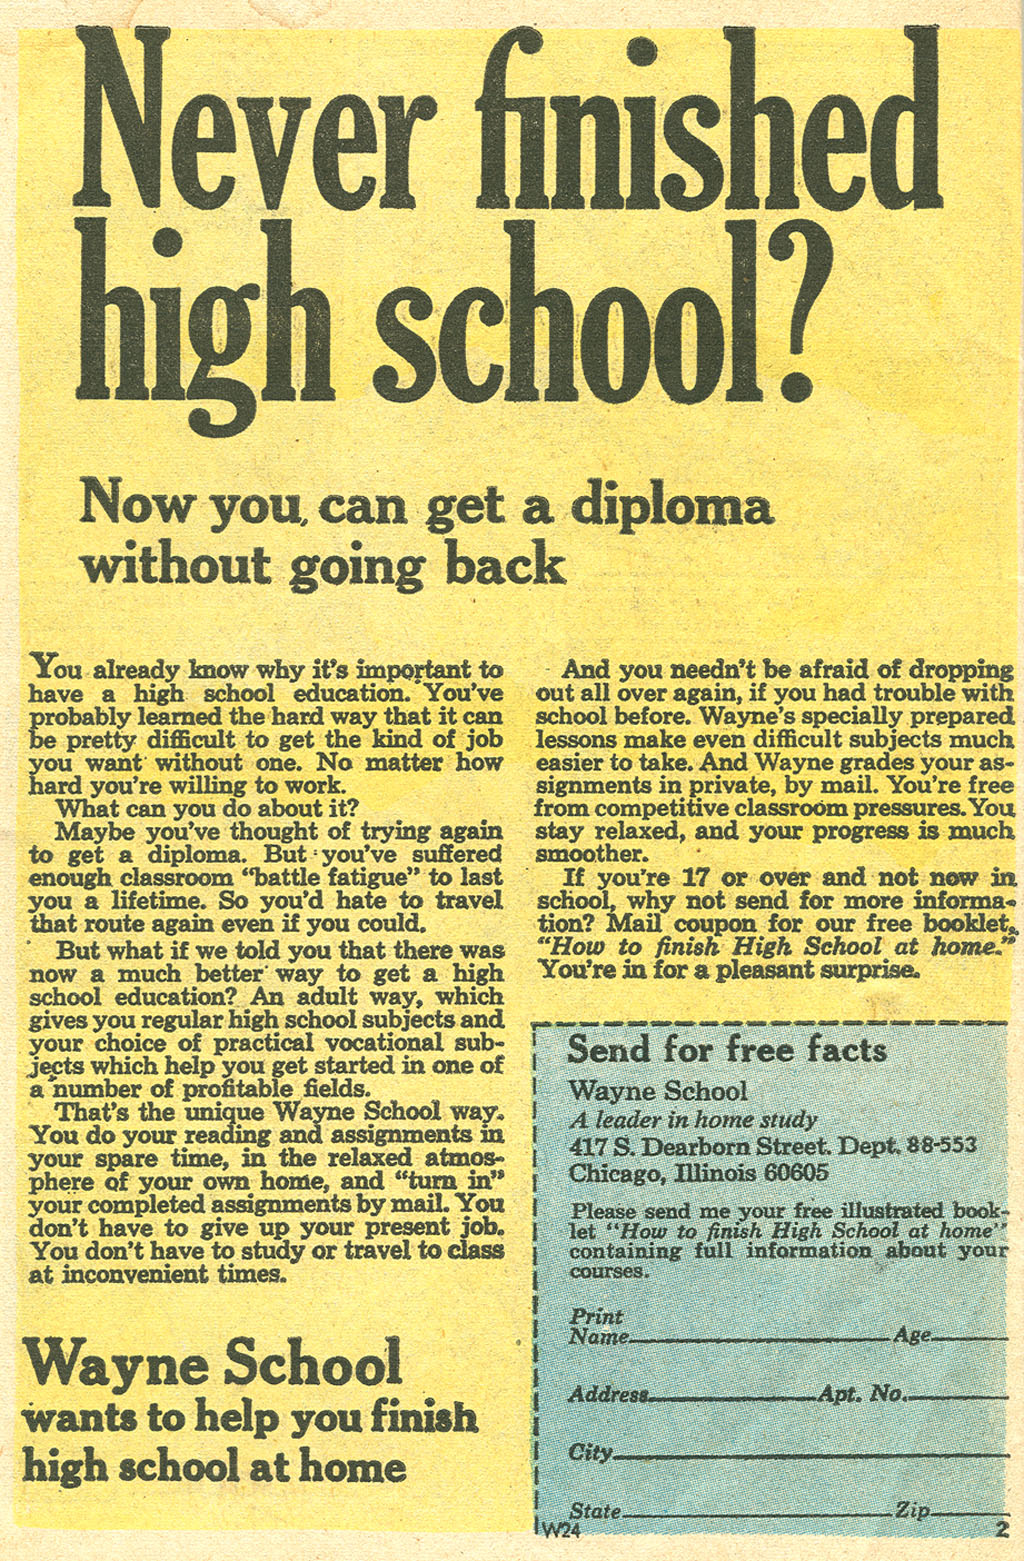 Never finished
high school?
Now you can get a diploma
without going back
You already know why it's important to
have a high school education. You've
probably learned the hard way that it can
be pretty difficult to get the kind of job
you want without one. No matter how
hard you're willing to work.
What can you do about it?
Maybe you've thought of trying again
to get a diploma. But you've suffered
enough classroom "battle fatigue" to last
you a lifetime. So you'd hate to travel
that route again even if you could.
But what if we told you that there was
now a much better way to get a high
school education? An adult way, which
gives you regular high school subjects and
your choice of practical vocational sub-
jects which help you get started in one of
a number of profitable fields.
That's the unique Wayne School way.
You do your reading and assignments in
your spare time, in the relaxed atmos-
phere of your own home, and "turn in"
your completed assignments by mail. You
don't have to give up your present job.
You don't have to study or travel to class
at inconvenient times.
Wayne School
wants to help you finish
high school at home
And you needn't be afraid of dropping
out all over again, if you had trouble with
school before. Wayne's specially prepared
lessons make even difficult subjects much
easier to take. And Wayne grades your as-
signments in private, by mail. You're free
from competitive classroom pressures. You
stay relaxed, and your progress is much
smoother.
If you're 17 or over and not now in
school, why not send for more informa-
tion? Mail coupon for our free booklet,
"How to finish High School at home."
You're in for a pleasant surprise.
Send for free facts
Wayne School
A leader in home study
417 S. Dearborn Street. Dept. 88-553
Chicago, Illinois 60605
Please send me your free illustrated book-
let "How to finish High School at home"
containing full information about your
courses.
Print
Name Age
Address Apt. No.
City
State Zip
W24 2